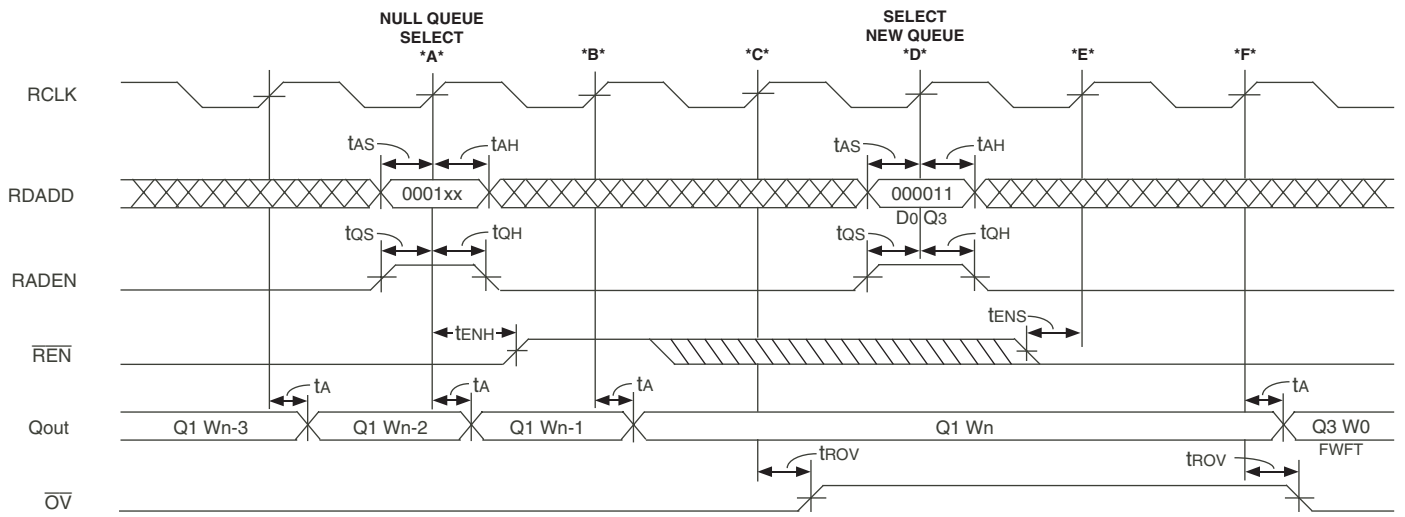 NULL QUEUE
SELECT
*A*
*B*
*C*
SELECT
NEW QUEUE
*D*
*E*
*F*
RCLK
tAS
tAH
tAS
tAH
RDADD
0001xx
000011
D0 Q3
tQS
tQH
tQS
tQH
RADEN
tENH
tENS
REN
tA
tA
tA
tA
Qout
Q1 Wn-3
Q1 Wn-2
Q1 Wn-1
Q1 Wn
Q3 W0
FWFT
tROV
tROV
OV